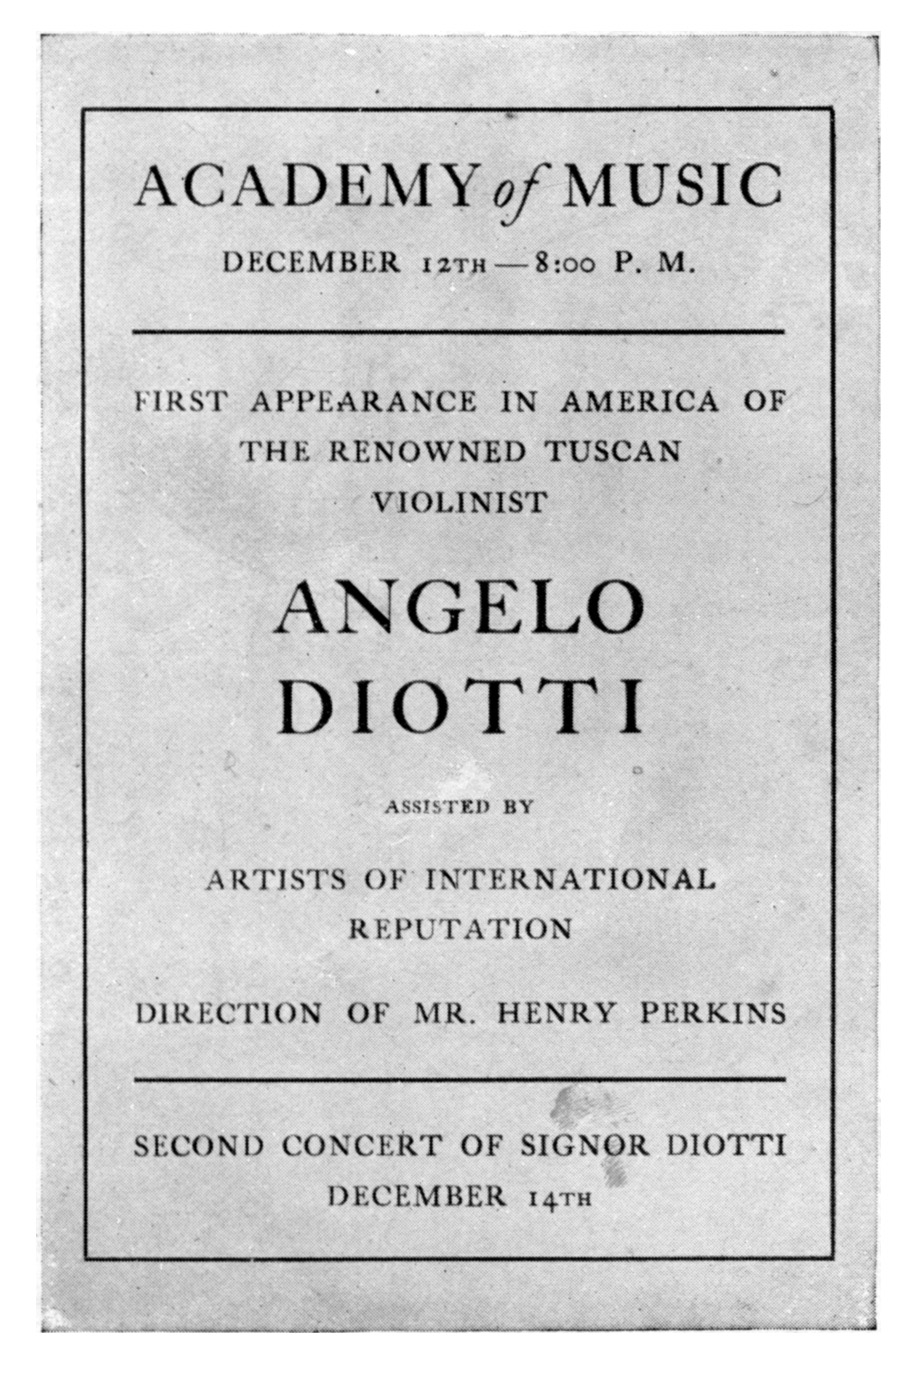 ACADEMY of MUSIC
DECEMBER 12TH — 8:00 P. M.
FIRST APPEARANCE IN AMERICA OF
THE RENOWNED TUSCAN
VIOLINIST
ANGELO
DIOTTI
ASSISTED BY
ARTISTS OF INTERNATIONAL
REPUTATION
DIRECTION OF MR. HENRY PERKINS
SECOND CONCERT OF SIGNOR DIOTTI
DECEMBER 14TH